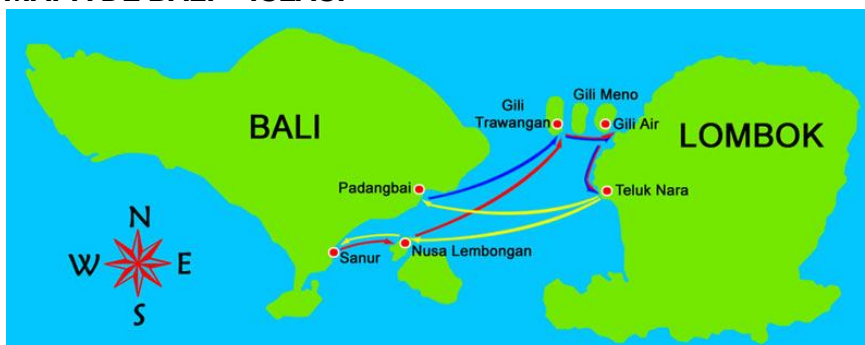 BALI
LOMBOK
Gili
Trawangan
Gili Meno
Gili Air
Padangbai
Teluk Nara
Sanur
Nusa Lembongan
N
W
E
S